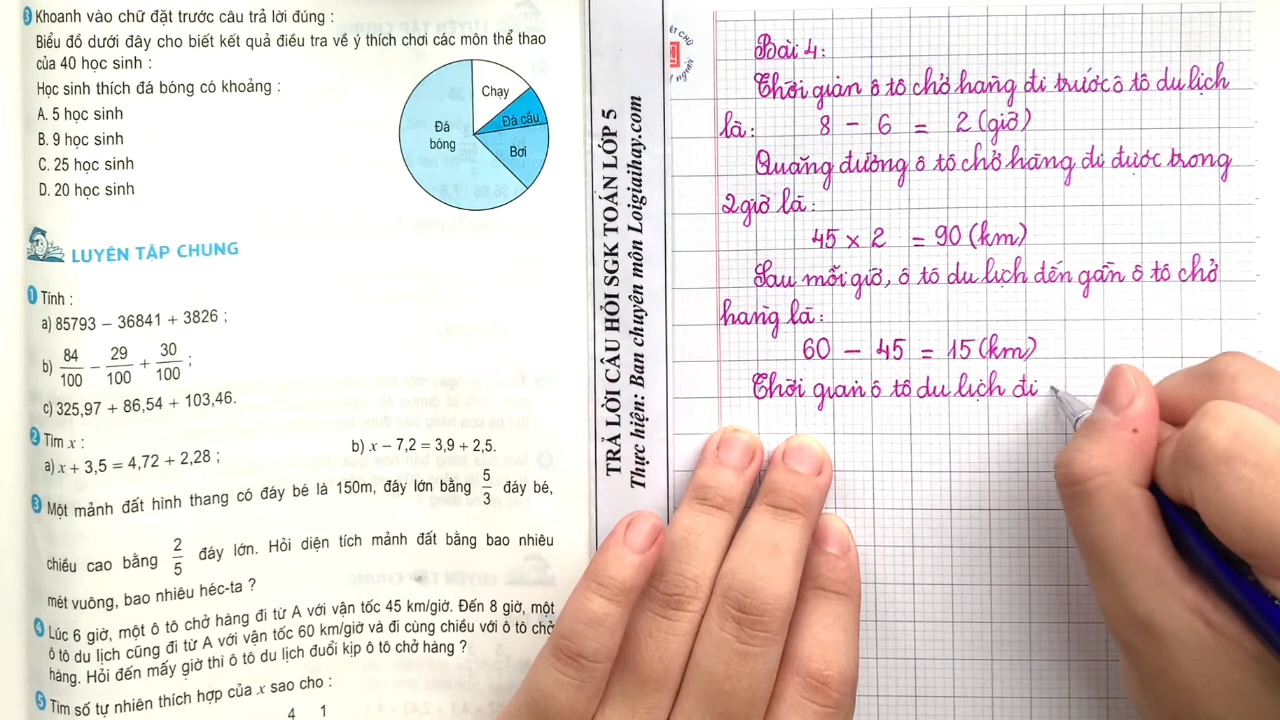 3 Khoanh vào chữ đặt trước câu trả lời đúng :
Biểu đồ dưới đây cho biết kết quả điều tra về ý thích chơi các môn thể thao
của 40 học sinh :
Học sinh thích đá bóng có khoảng :
A. 5 học sinh
B. 9 học sinh
C. 25 học sinh
D. 20 học sinh
Chạy
Đá cầu
Đá
bóng
Bơi
LUYỆN TẬP CHUNG
1 Tính :
a) 85793 – 36841 + 3826 ;
b) 84/100 – 29/100 + 30/100 ;
c) 325,97 + 86,54 + 103,46.
2 Tìm x :
a) x + 3,5 = 4,72 + 2,28 ;
b) x – 7,2 = 3,9 + 2,5.
3 Một mảnh đất hình thang có đáy bé là 150m, đáy lớn bằng 5/3 đáy bé,
chiều cao bằng 2/5 đáy lớn. Hỏi diện tích mảnh đất bằng bao nhiêu
mét vuông, bao nhiêu héc-ta ?
4 Lúc 6 giờ, một ô tô chở hàng đi từ A với vận tốc 45 km/giờ. Đến 8 giờ, một
ô tô du lịch cũng đi từ A với vận tốc 60 km/giờ và đi cùng chiều với ô tô chở
hàng. Hỏi đến mấy giờ thì ô tô du lịch đuổi kịp ô tô chở hàng ?
5 Tìm số tự nhiên thích hợp của x sao cho :
4 1
TRẢ LỜI CÂU HỎI SGK TOÁN LỚP 5
Thực hiện: Ban chuyên môn Loigiaihay.com
Bài 4:
Thời gian ô tô chở hàng đi trước ô tô du lịch
là: 8 – 6 = 2 (giờ)
Quãng đường ô tô chở hàng đi được trong
2 giờ là:
45 x 2 = 90 (km)
Sau mỗi giờ, ô tô du lịch đến gần ô tô chở
hàng là:
60 – 45 = 15 (km)
Thời gian ô tô du lịch đi